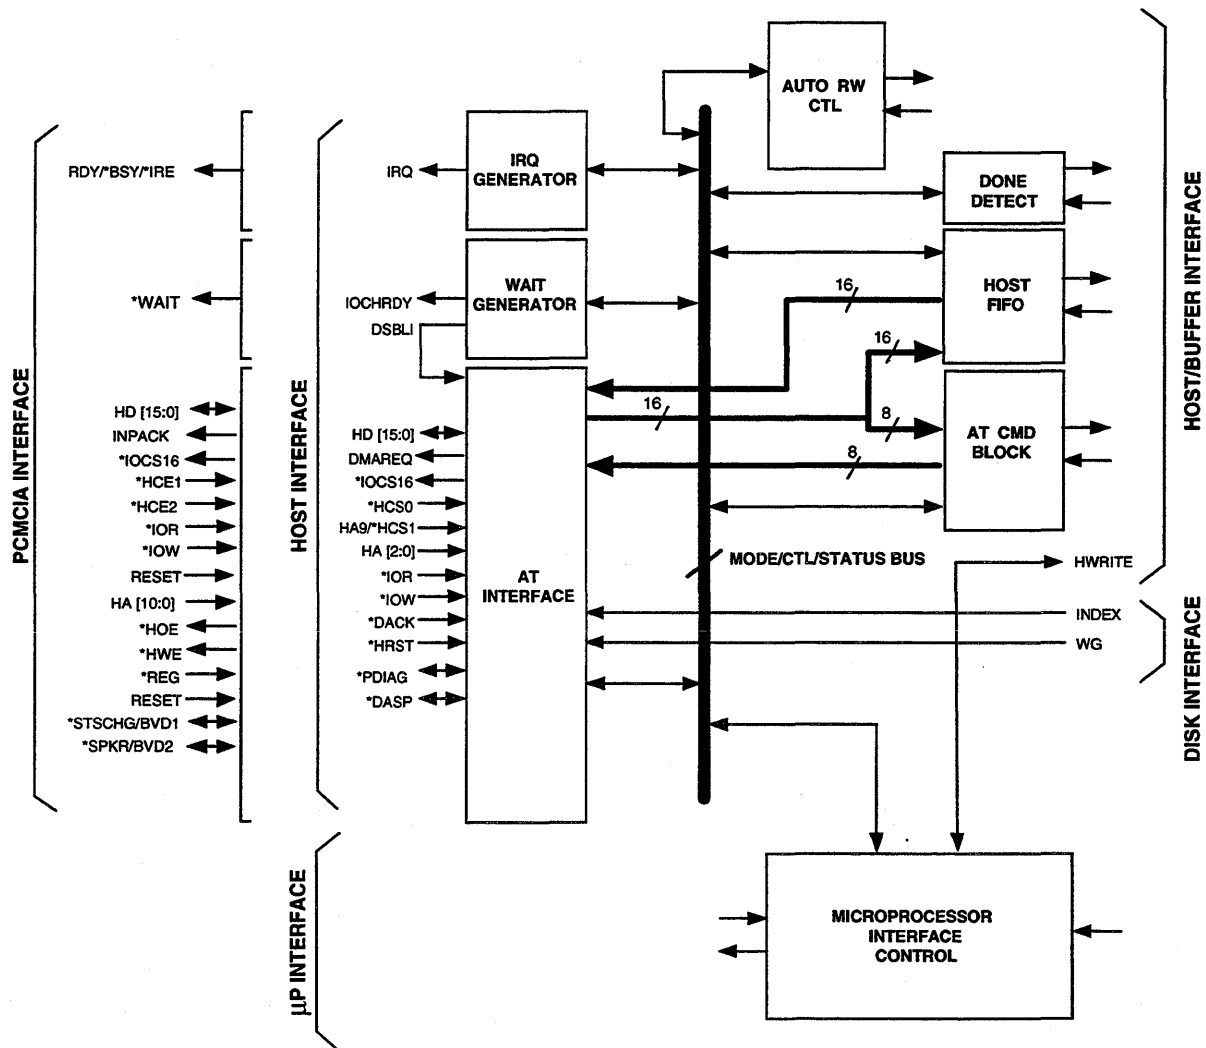 PCMCIA INTERFACE
RDY/*BSY/*IRE
*WAIT
HD [15:0]
INPACK
*IOCS16
*HCE1
*HCE2
*IOR
*IOW
RESET
HA [10:0]
*HOE
*HWE
*REG
RESET
*STSCHG/BVD1
*SPKR/BVD2
HOST INTERFACE
IRQ
IOCHRDY
DSBLI
HD [15:0]
DMAREQ
*IOCS16
*HCS0
HA9/*HCS1
HA [2:0]
*IOR
*IOW
*DACK
*HRST
*PDIAG
*DASP
µP INTERFACE
IRQ
GENERATOR
WAIT
GENERATOR
AT
INTERFACE
16
16
16
8
8
MODE/CTL/STATUS BUS
AUTO RW
CTL
DONE
DETECT
HOST
FIFO
AT CMD
BLOCK
HWRITE
INDEX
WG
HOST/BUFFER INTERFACE
DISK INTERFACE
MICROPROCESSOR
INTERFACE
CONTROL